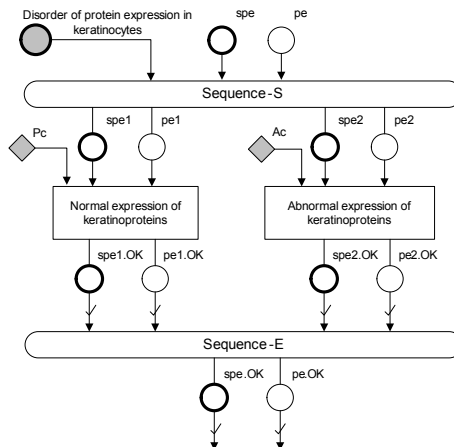 Disorder of protein expression in
keratinocytes
spe
pe
Sequence-S
spe1
pe1
spe2
pe2
Pc
Ac
Normal expression of
keratinoproteins
Abnormal expression of
keratinoproteins
spe1.OK
pe1.OK
spe2.OK
pe2.OK
Sequence-E
spe.OK
pe.OK